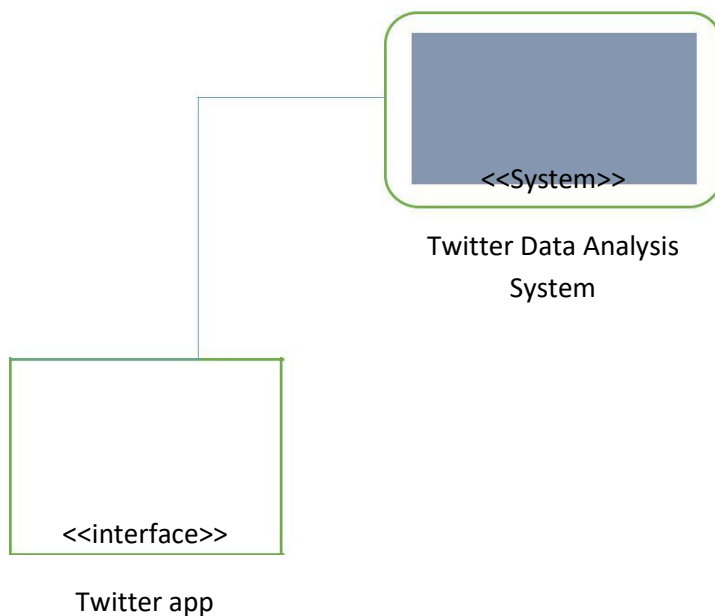 <<System>>
Twitter Data Analysis
System
<<interface>>
Twitter app